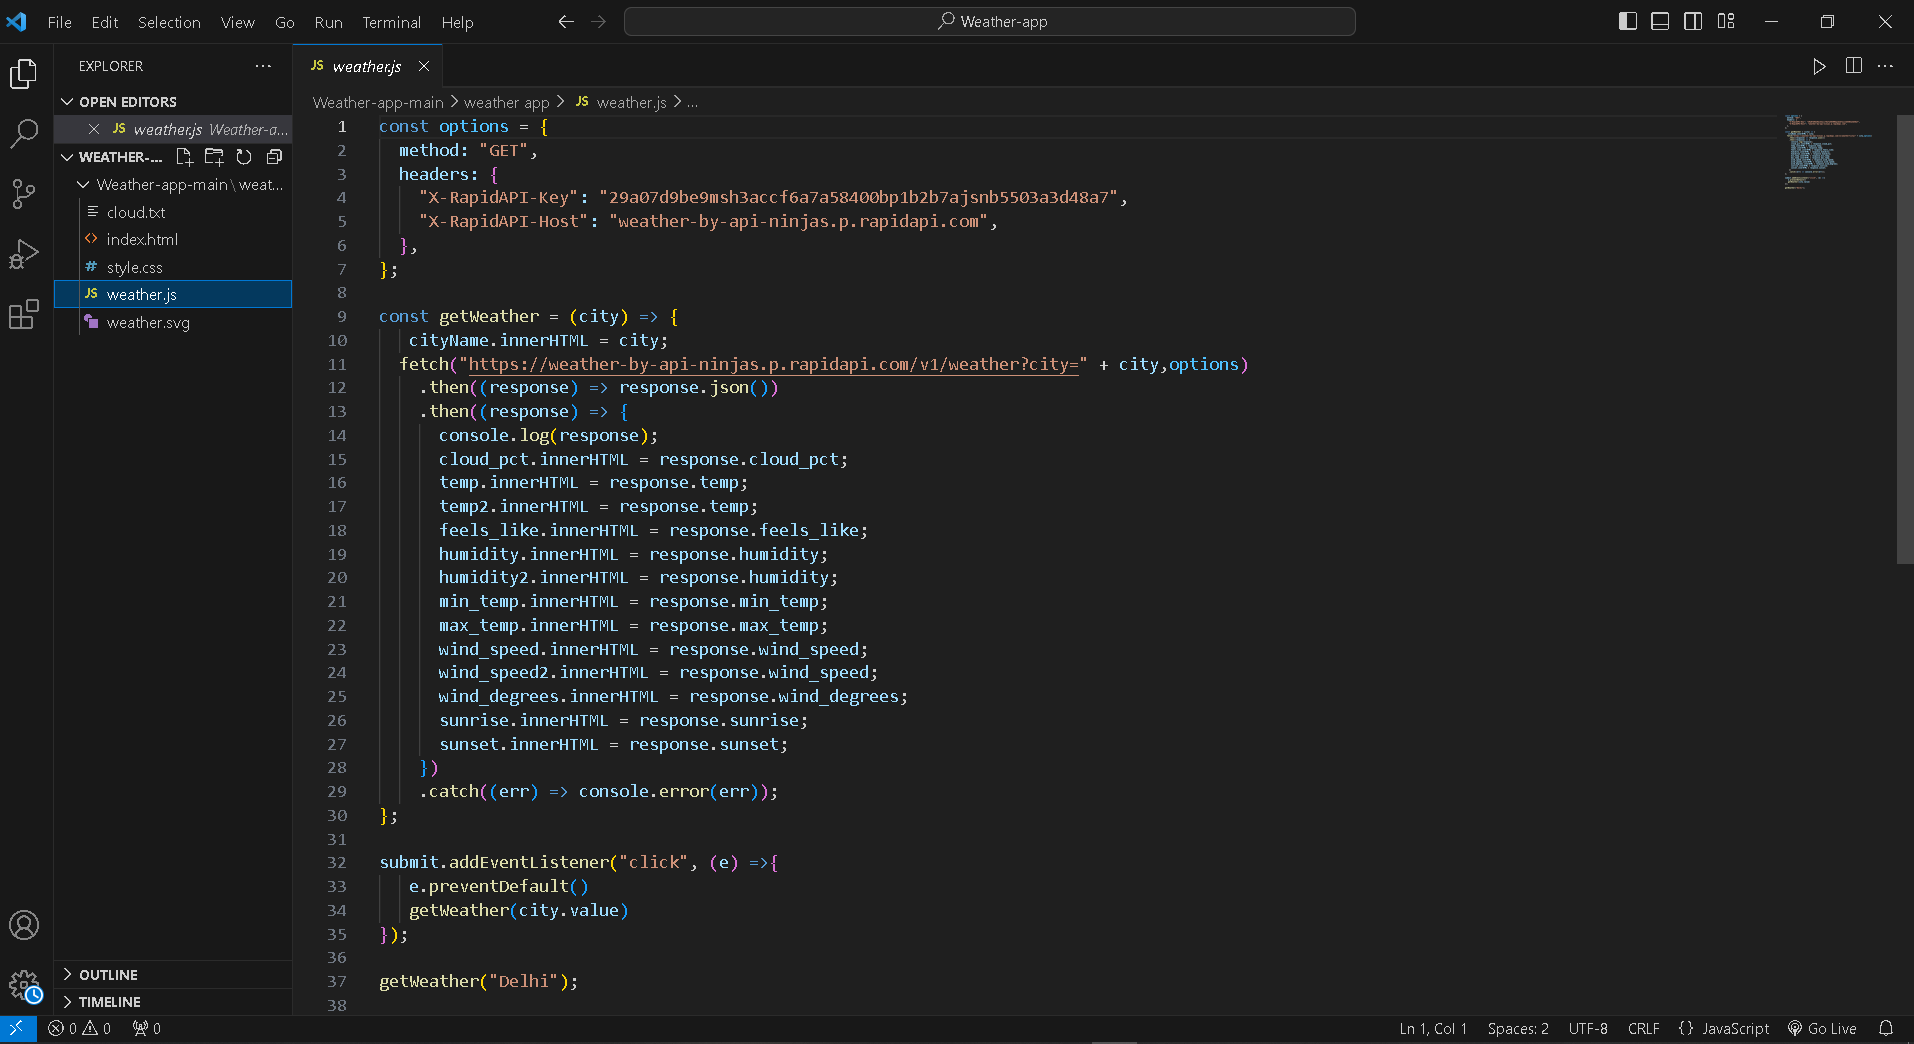 File Edit Selection View Go Run Terminal Help
Weather-app
EXPLORER
OPEN EDITORS
JS weather.js Weather-a...
WEATHER-...
Weather-app-main\weat...
cloud.txt
index.html
# style.css
JS weather.js
weather.svg
OUTLINE
TIMELINE
JS weather.js
Weather-app-main > weather app > JS weather.js > ...
1 const options = {
2 method: "GET",
3 headers: {
4 "X-RapidAPI-Key": "29a07d9be9msh3accf6a7a58400bp1b2b7ajsnb5503a3d48a7",
5 "X-RapidAPI-Host": "weather-by-api-ninjas.p.rapidapi.com",
6 },
7 };
8
9 const getWeather = (city) => {
10 cityName.innerHTML = city;
11 fetch("https://weather-by-api-ninjas.p.rapidapi.com/v1/weather?city=" + city,options)
12 .then((response) => response.json())
13 .then((response) => {
14 console.log(response);
15 cloud_pct.innerHTML = response.cloud_pct;
16 temp.innerHTML = response.temp;
17 temp2.innerHTML = response.temp;
18 feels_like.innerHTML = response.feels_like;
19 humidity.innerHTML = response.humidity;
20 humidity2.innerHTML = response.humidity;
21 min_temp.innerHTML = response.min_temp;
22 max_temp.innerHTML = response.max_temp;
23 wind_speed.innerHTML = response.wind_speed;
24 wind_speed2.innerHTML = response.wind_speed;
25 wind_degrees.innerHTML = response.wind_degrees;
26 sunrise.innerHTML = response.sunrise;
27 sunset.innerHTML = response.sunset;
28 })
29 .catch((err) => console.error(err));
30 };
31
32 submit.addEventListener("click", (e) =>{
33 e.preventDefault()
34 getWeather(city.value)
35 });
36
37 getWeather("Delhi");
38
0 0 0 Ln 1, Col 1 Spaces: 2 UTF-8 CRLF {} JavaScript Go Live